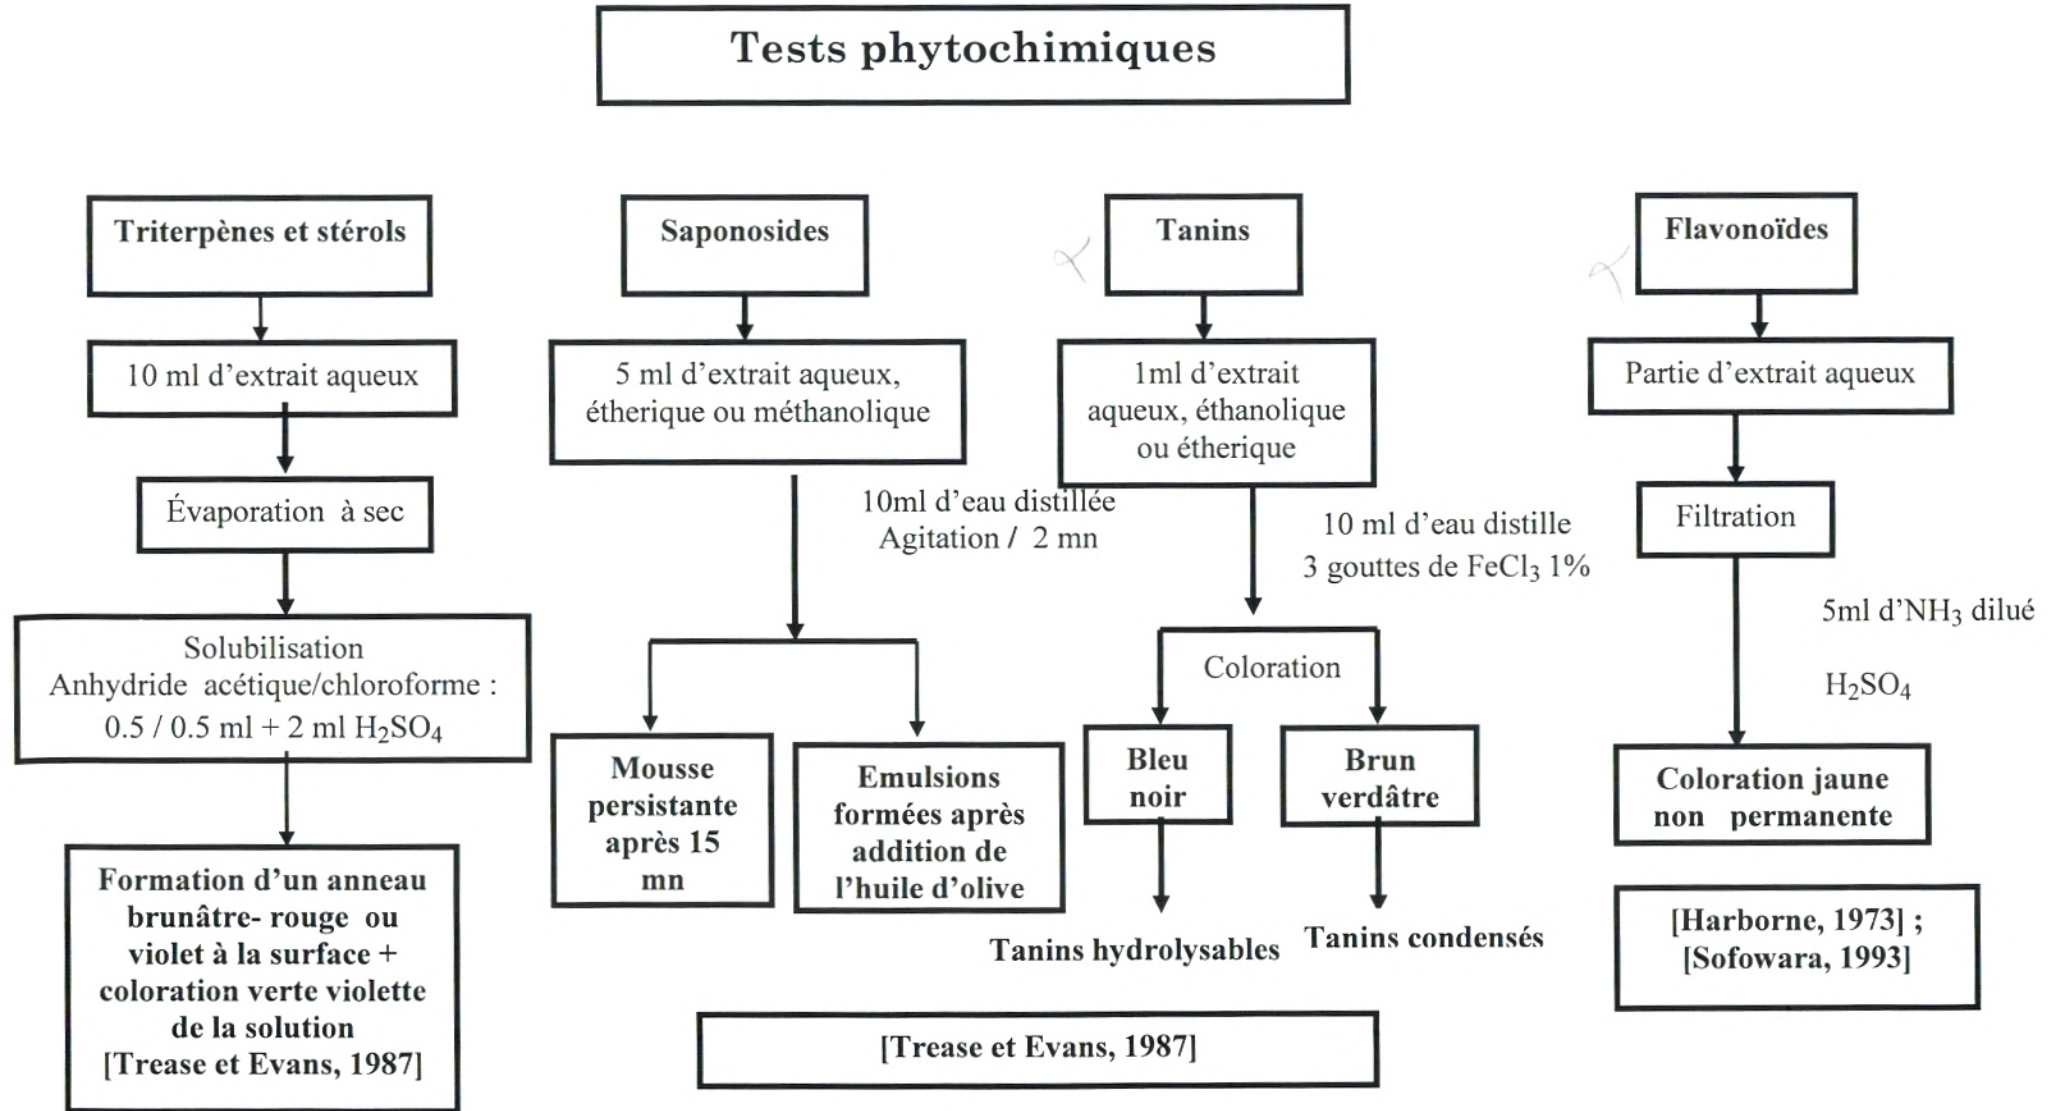 Tests phytochimiques
Triterpènes et stérols
10 ml d’extrait aqueux
Évaporation à sec
Solubilisation
Anhydride acétique/chloroforme :
0.5 / 0.5 ml + 2 ml H₂SO₄
Formation d’un anneau
brunâtre- rouge ou
violet à la surface +
coloration verte violette
de la solution
[Trease et Evans, 1987]
Saponosides
5 ml d’extrait aqueux,
étherique ou méthanolique
10ml d’eau distillée
Agitation / 2 mn
Mousse
persistante
après 15
mn
Emulsions
formées après
addition de
l’huile d’olive
Tanins
1ml d’extrait
aqueux, éthanolique
ou étherique
10 ml d’eau distille
3 gouttes de FeCl₃ 1%
Coloration
Bleu
noir
Brun
verdâtre
Tanins hydrolysables
Tanins condensés
[Trease et Evans, 1987]
Flavonoïdes
Partie d’extrait aqueux
Filtration
5ml d’NH₃ dilué
H₂SO₄
Coloration jaune
non permanente
[Harborne, 1973] ;
[Sofowara, 1993]